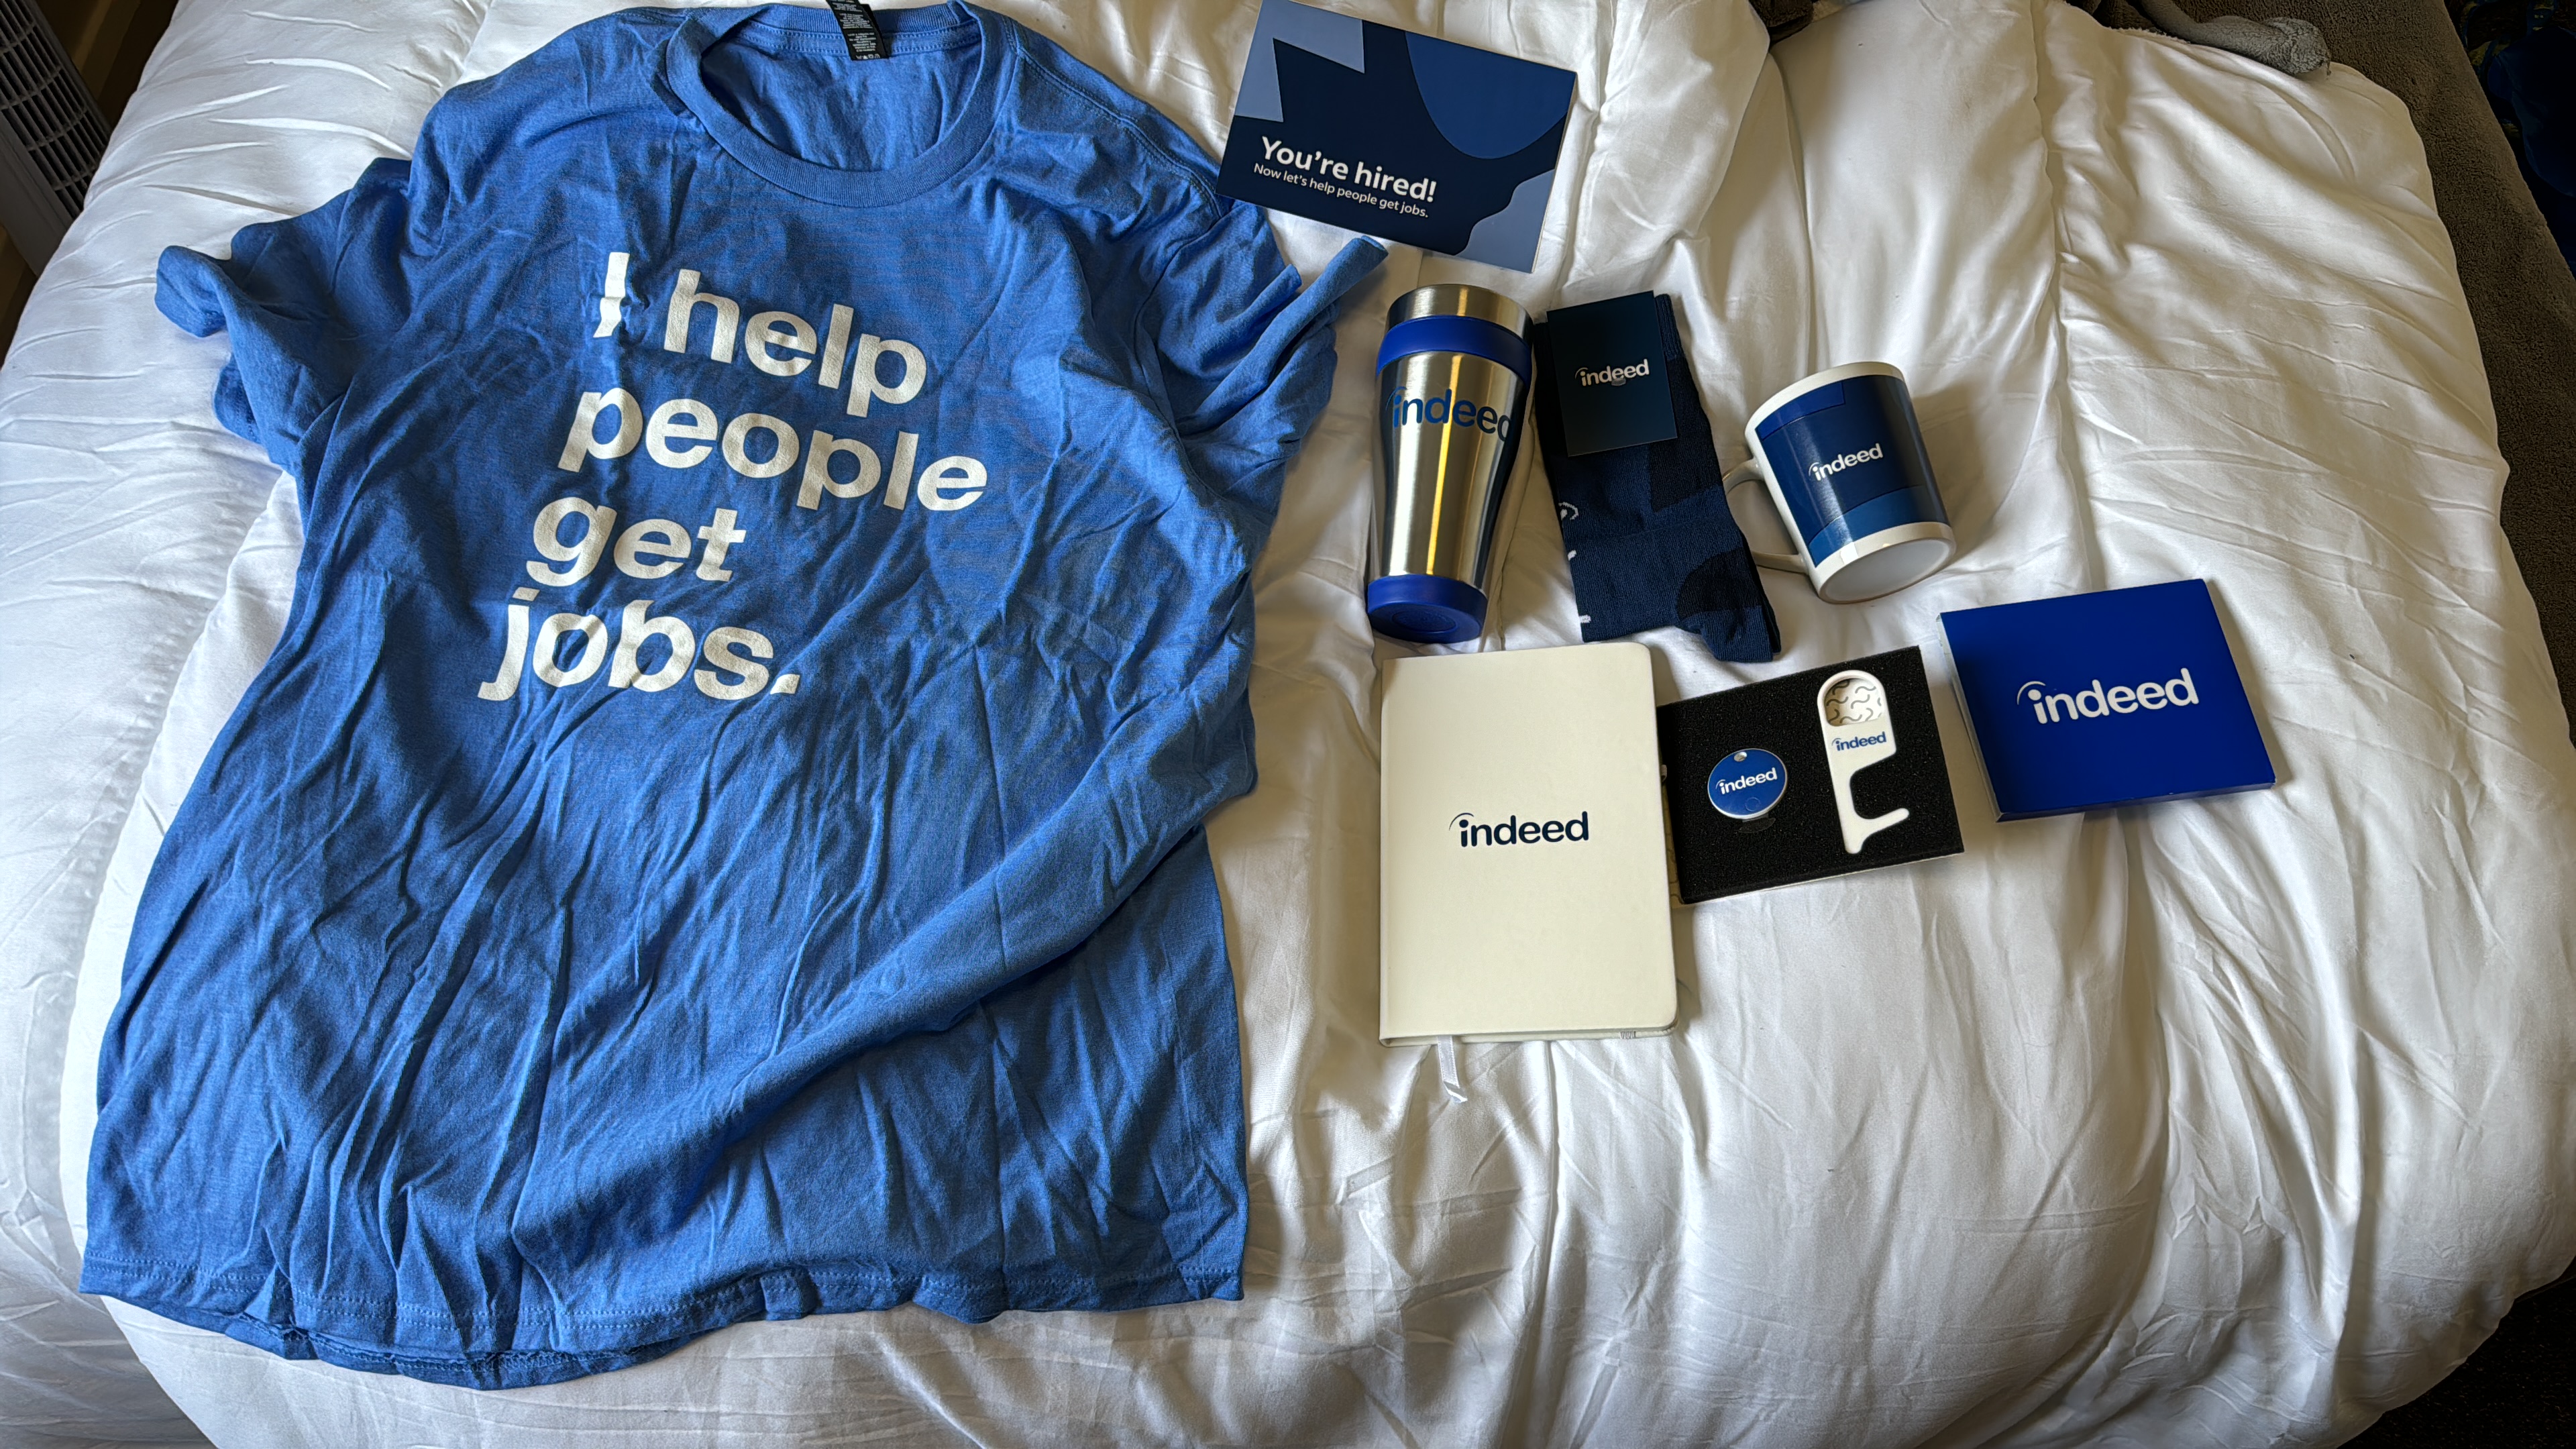 I help
people
get
jobs.
You're hired!
Now let's help people get jobs.
indeed
indeed
indeed
indeed
indeed
indeed
indeed